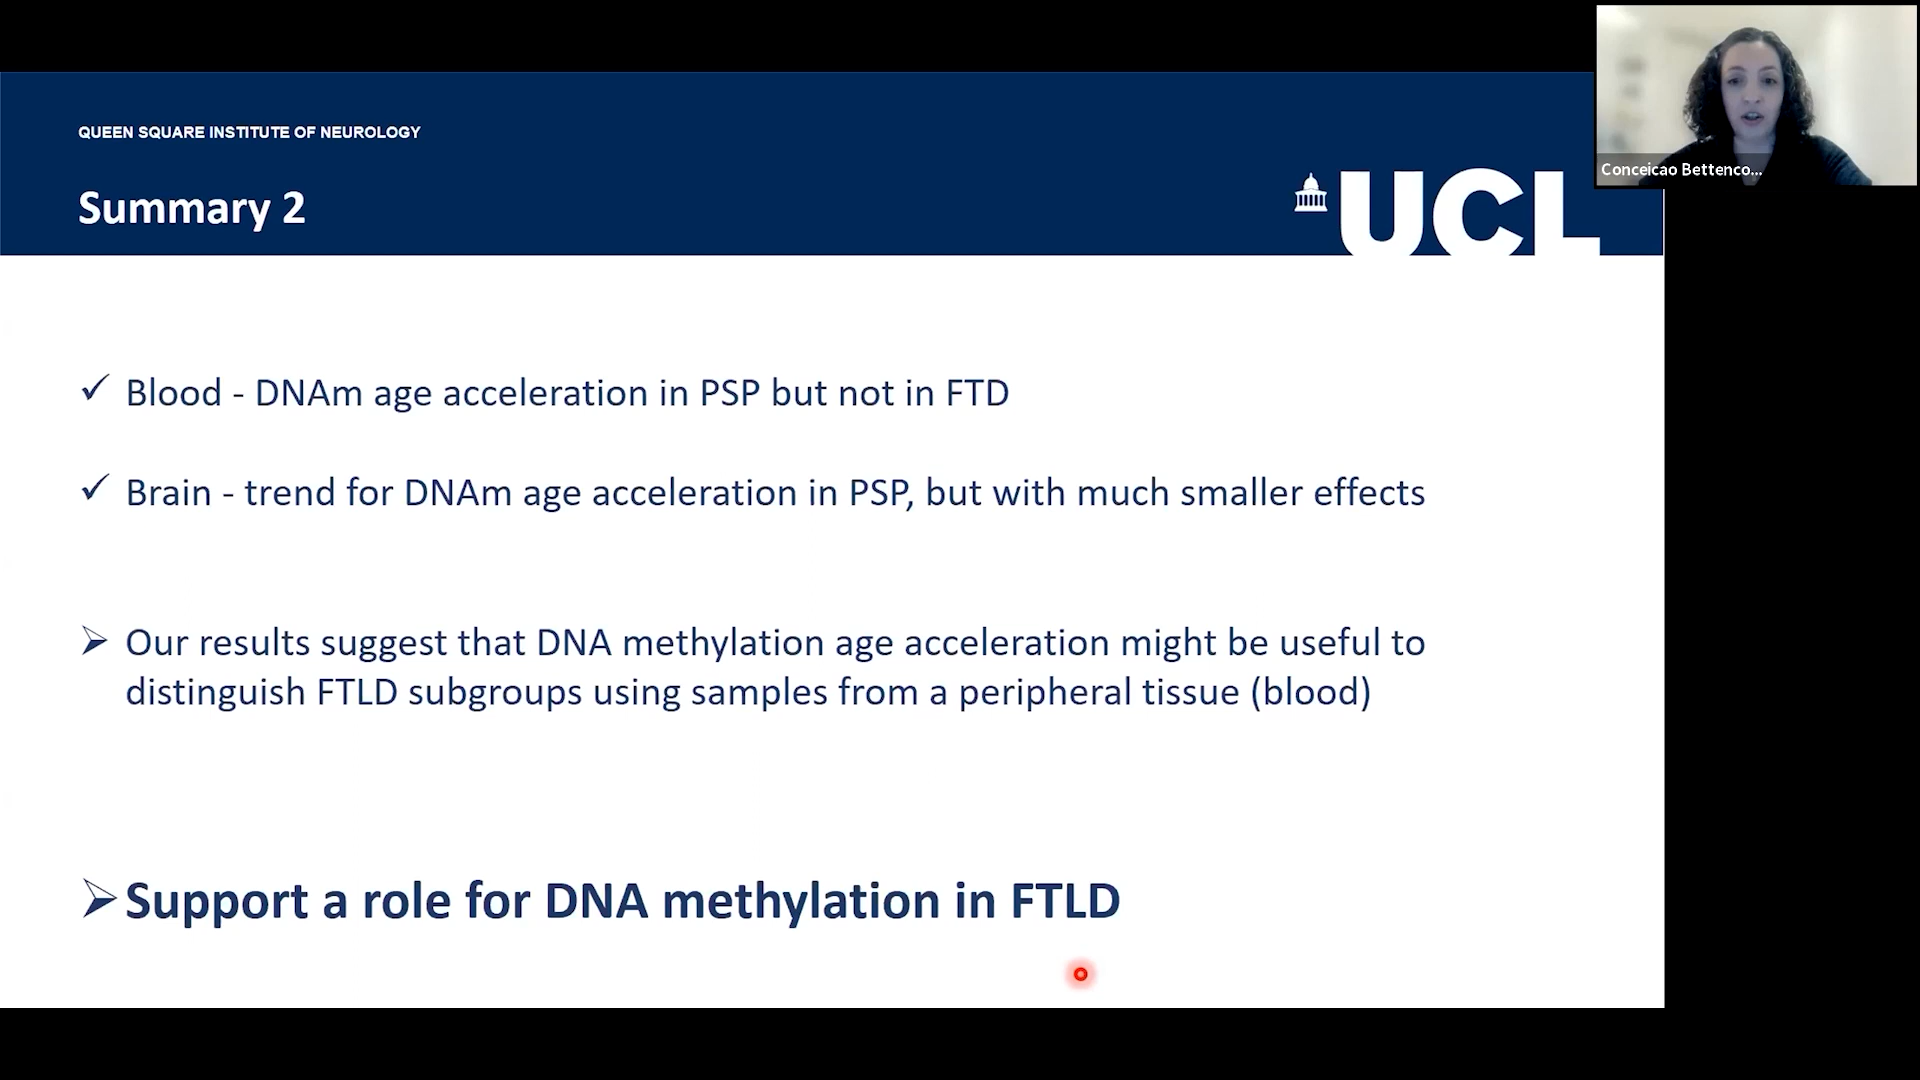 QUEEN SQUARE INSTITUTE OF NEUROLOGY
Summary 2
UCL
Conceicao Bettenco...
Blood - DNAm age acceleration in PSP but not in FTD
Brain - trend for DNAm age acceleration in PSP, but with much smaller effects
Our results suggest that DNA methylation age acceleration might be useful to
distinguish FTLD subgroups using samples from a peripheral tissue (blood)
Support a role for DNA methylation in FTLD